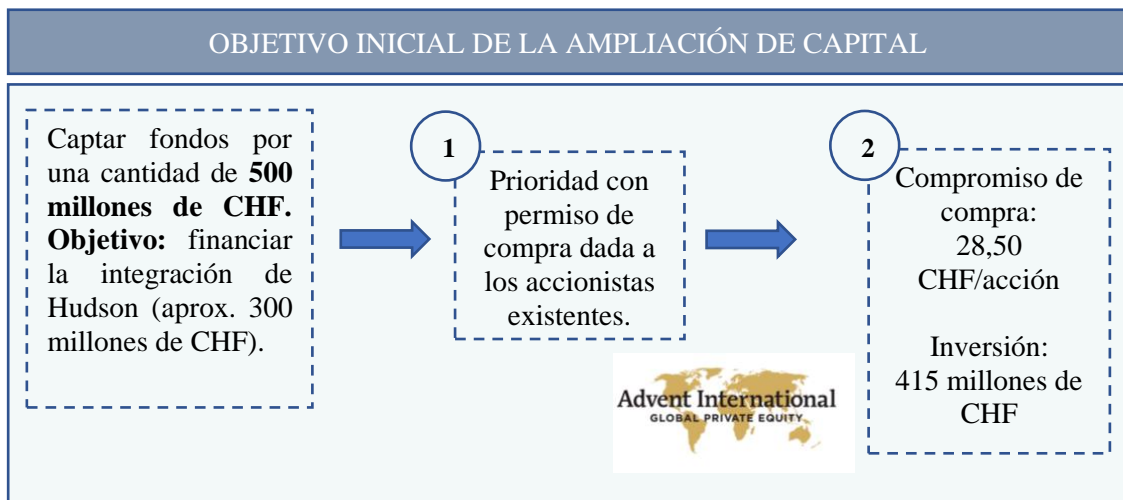 OBJETIVO INICIAL DE LA AMPLIACIÓN DE CAPITAL
Captar fondos por
una cantidad de 500
millones de CHF.
Objetivo: financiar
la integración de
Hudson (aprox. 300
millones de CHF).
1
Prioridad con
permiso de
compra dada a
los accionistas
existentes.
Advent International
GLOBAL PRIVATE EQUITY
2
Compromiso de
compra:
28,50
CHF/acción
Inversión:
415 millones de
CHF